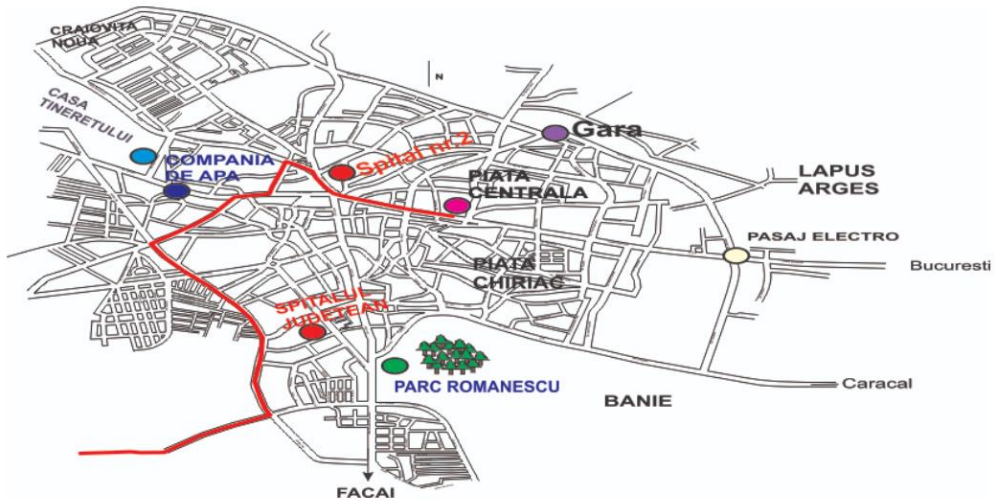 CRAIOVITA
NOUA
N
CASA
TINERETULUI
COMPANIA
DE APA
Spital nr.2
Gara
PIATA
CENTRALA
LAPUS
ARGES
PASAJ ELECTRO
Bucuresti
PIATA
CHIRIAC
SPITALUL
JUDETEAN
PARC ROMANESCU
Caracal
BANIE
FACAI